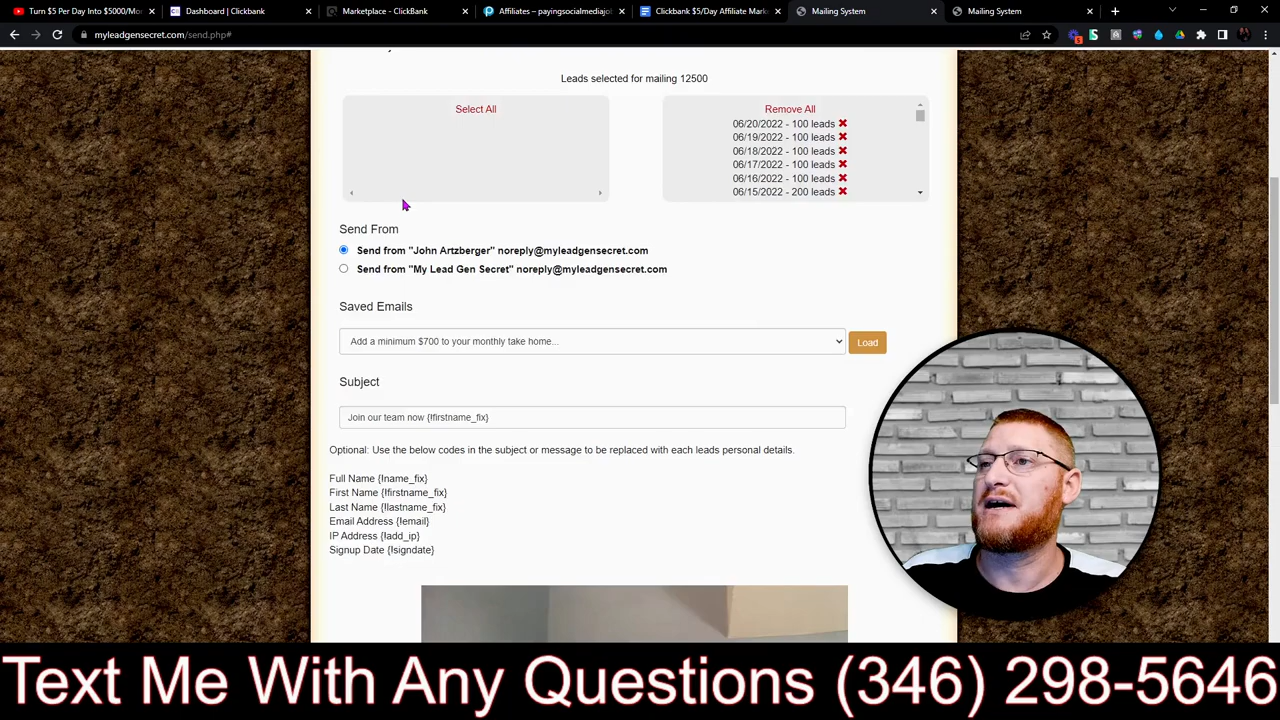 Turn $5 Per Day Into $5000/Mo
Dashboard | Clickbank
Marketplace - ClickBank
Affiliates – payingsocialmediajob
Clickbank $5/Day Affiliate Mark
Mailing System
Mailing System
myleadgensecret.com/send.php#
Leads selected for mailing 12500
Select All
Remove All
06/20/2022 - 100 leads ✖
06/19/2022 - 100 leads ✖
06/18/2022 - 100 leads ✖
06/17/2022 - 100 leads ✖
06/16/2022 - 100 leads ✖
06/15/2022 - 200 leads ✖
Send From
Send from "John Artzberger" noreply@myleadgensecret.com
Send from "My Lead Gen Secret" noreply@myleadgensecret.com
Saved Emails
Add a minimum $700 to your monthly take home...
Load
Subject
Join our team now {!firstname_fix}
Optional: Use the below codes in the subject or message to be replaced with each leads personal details.
Full Name {!name_fix}
First Name {!firstname_fix}
Last Name {!lastname_fix}
Email Address {!email}
IP Address {!add_ip}
Signup Date {!signdate}
Text Me With Any Questions (346) 298-5646